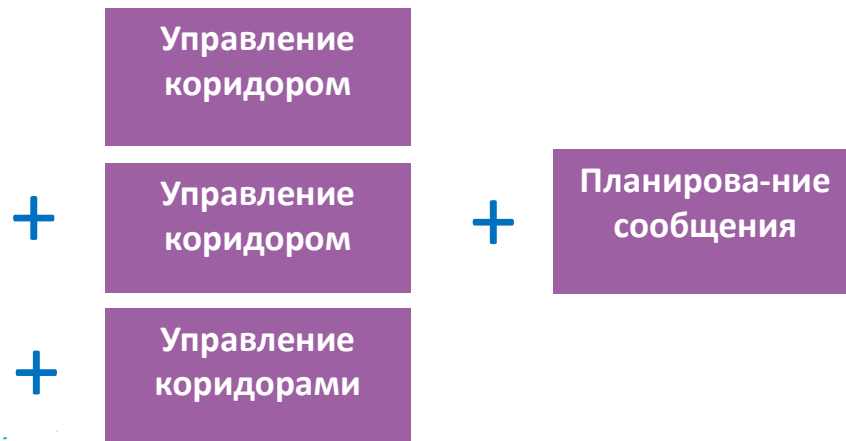 Управление
коридором
+
Управление
коридором
+
Планирова-ние
сообщения
+
Управление
коридорами